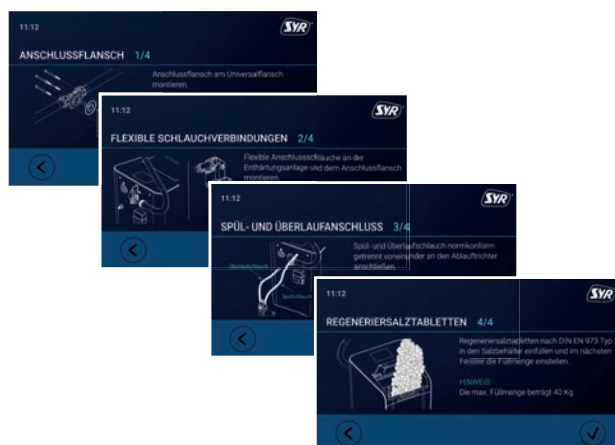 11:12
SYR
ANSCHLUSSFLANSCH 1/4
Anschlussflansch am Universalflansch
montieren.
11:12
SYR
FLEXIBLE SCHLAUCHVERBINDUNGEN 2/4
Flexible Anschlussschläuche an der
Enthärtungsanlage und dem Anschlussflansch
montieren
11:12
SYR
SPÜL- UND ÜBERLAUFANSCHLUSS 3/4
Spül- und Überlaufschlauch normkonform
getrennt voneinander an den Ablauftrichter
anschließen.
Überlaufschlauch
Spülschlauch
11:12
SYR
REGENERIERSALZTABLETTEN 4/4
Regeneriersalztabletten nach DIN EN 973 Typ
in den Salzbehälter einfüllen und im nächsten
Fenster die Füllmenge einstellen.
HINWEIS:
Die max. Füllmenge beträgt 40 Kg.